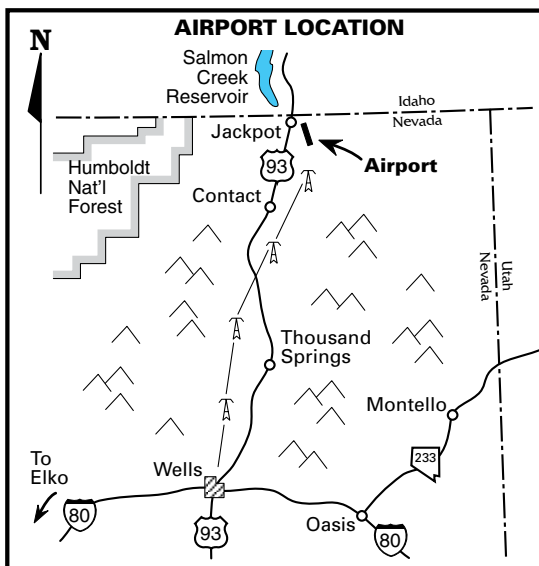 AIRPORT LOCATION
N
Salmon
Creek
Reservoir
Idaho
Nevada
Jackpot
Airport
93
Humboldt
Nat'l
Forest
Contact
Utah
Nevada
Thousand
Springs
Montello
233
To
Elko
Wells
80
93
Oasis
80